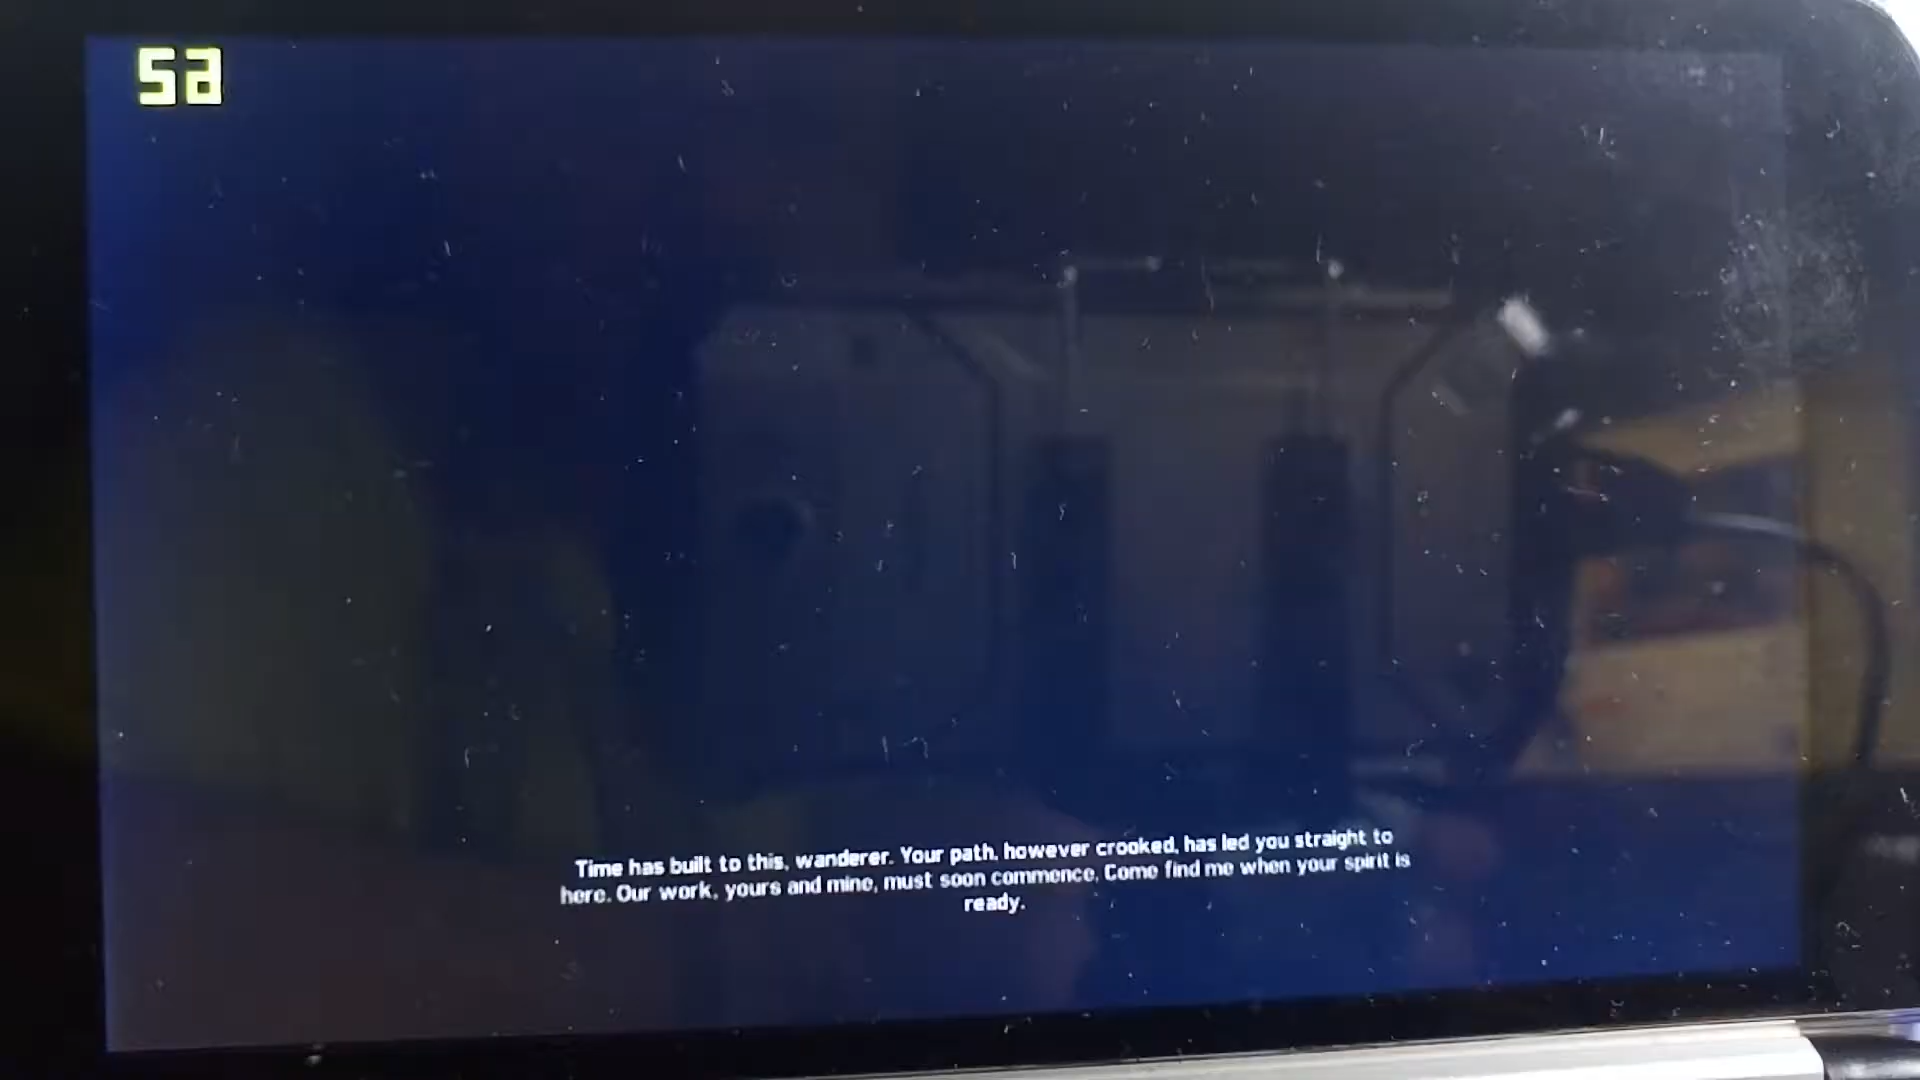 58
Time has built to this, wanderer. Your path, however crooked, has led you straight to
here. Our work, yours and mine, must soon commence. Come find me when your spirit is
ready.